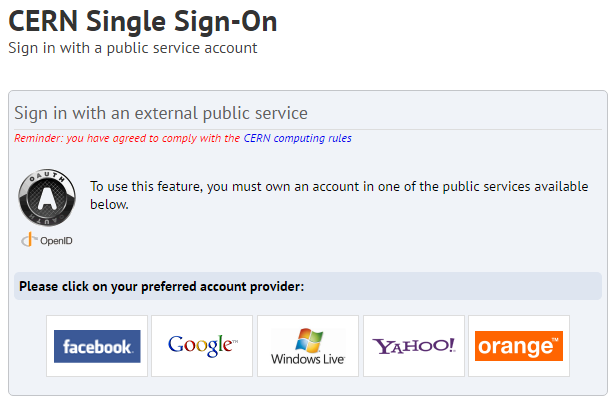 CERN Single Sign-On
Sign in with a public service account
Sign in with an external public service
Reminder: you have agreed to comply with the CERN computing rules
OAUTH
A
OAUTH
OpenID
To use this feature, you must own an account in one of the public services available
below.
Please click on your preferred account provider:
facebook.
Google™
Windows Live™
YAHOO!
orange™